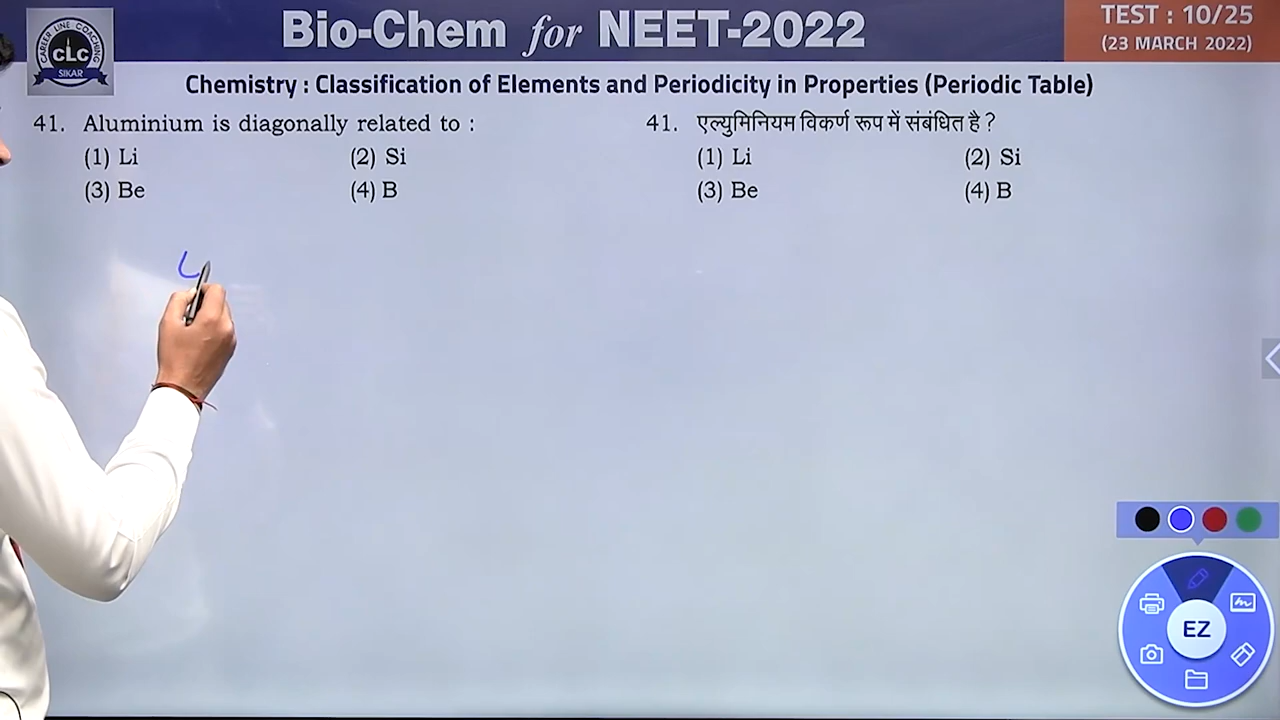 CAREER LINE COACHING
CLC
SIKAR
Bio-Chem for NEET-2022
TEST : 10/25
(23 MARCH 2022)
Chemistry : Classification of Elements and Periodicity in Properties (Periodic Table)
41. Aluminium is diagonally related to :
(1) Li (2) Si
(3) Be (4) B
41. एल्युमिनियम विकर्ण रूप में संबंधित है ?
(1) Li (2) Si
(3) Be (4) B
EZ